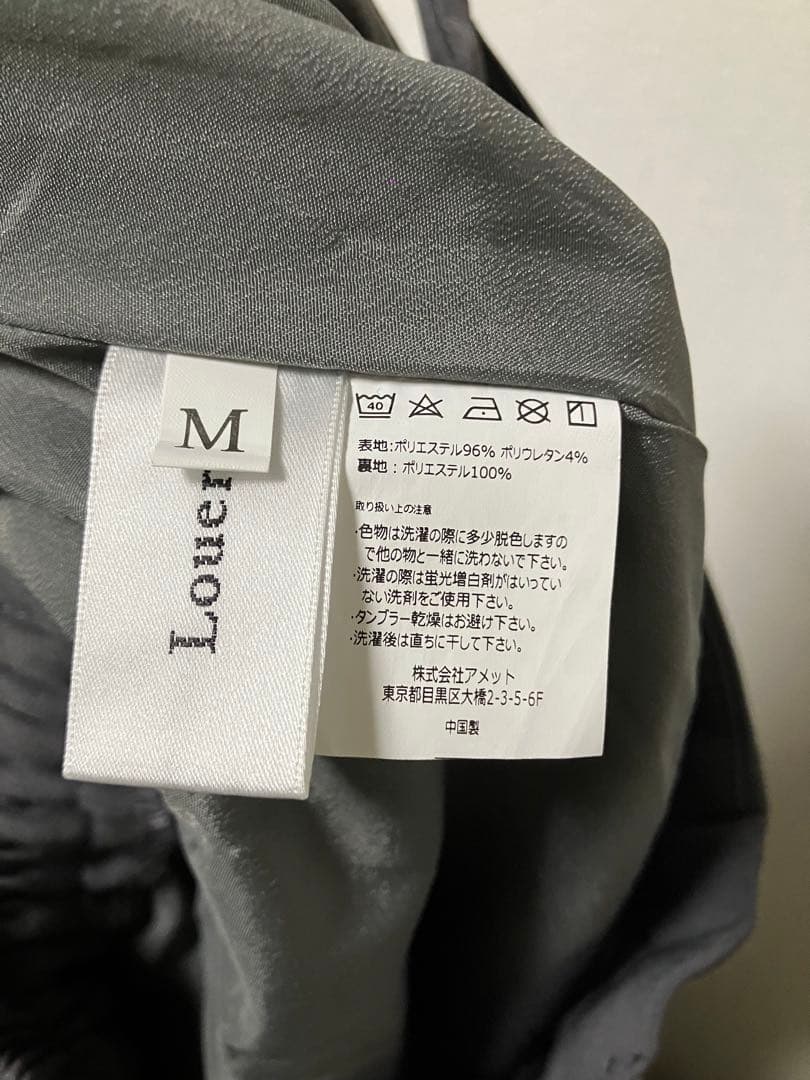 M
Louer
40
表地:ポリエステル96% ポリウレタン4%
裏地:ポリエステル100%
取り扱い上の注意
・色物は洗濯の際に多少脱色しますの
で他の物と一緒に洗わないで下さい。
・洗濯の際は蛍光増白剤がはいってい
ない洗剤をご使用下さい。
・タンブラー乾燥はお避け下い。
・洗濯後は直ちに干して下さい。
株式会社アメット
東京都目黒区大橋2-3-5-6F
中国製